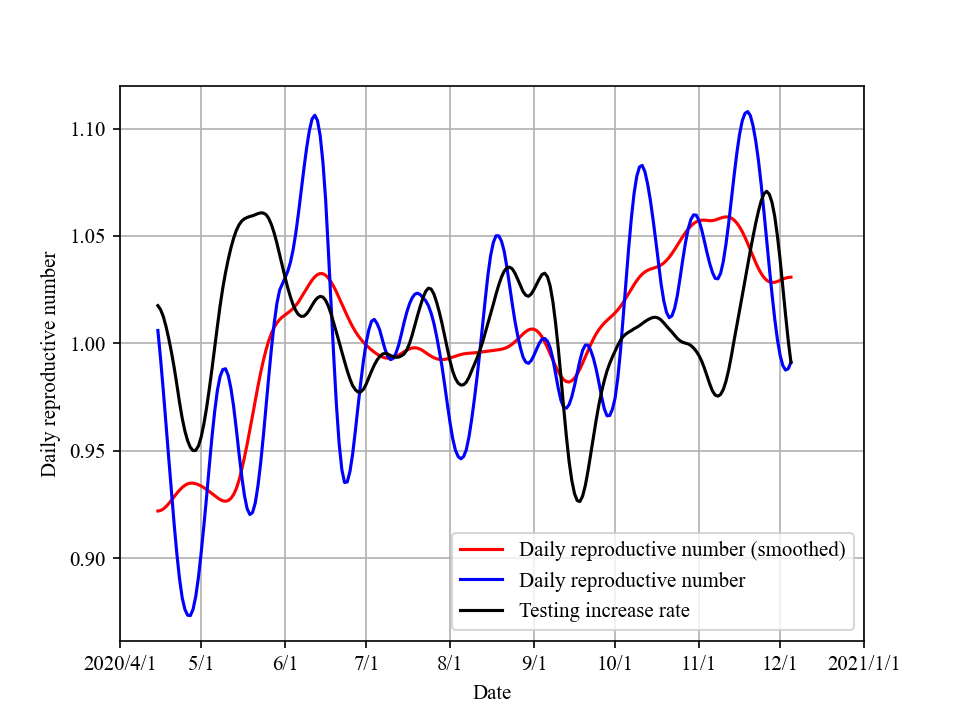 Daily reproductive number
1.10
1.05
1.00
0.95
0.90
Daily reproductive number (smoothed)
Daily reproductive number
Testing increase rate
2020/4/1 5/1 6/1 7/1 8/1 9/1 10/1 11/1 12/1 2021/1/1
Date